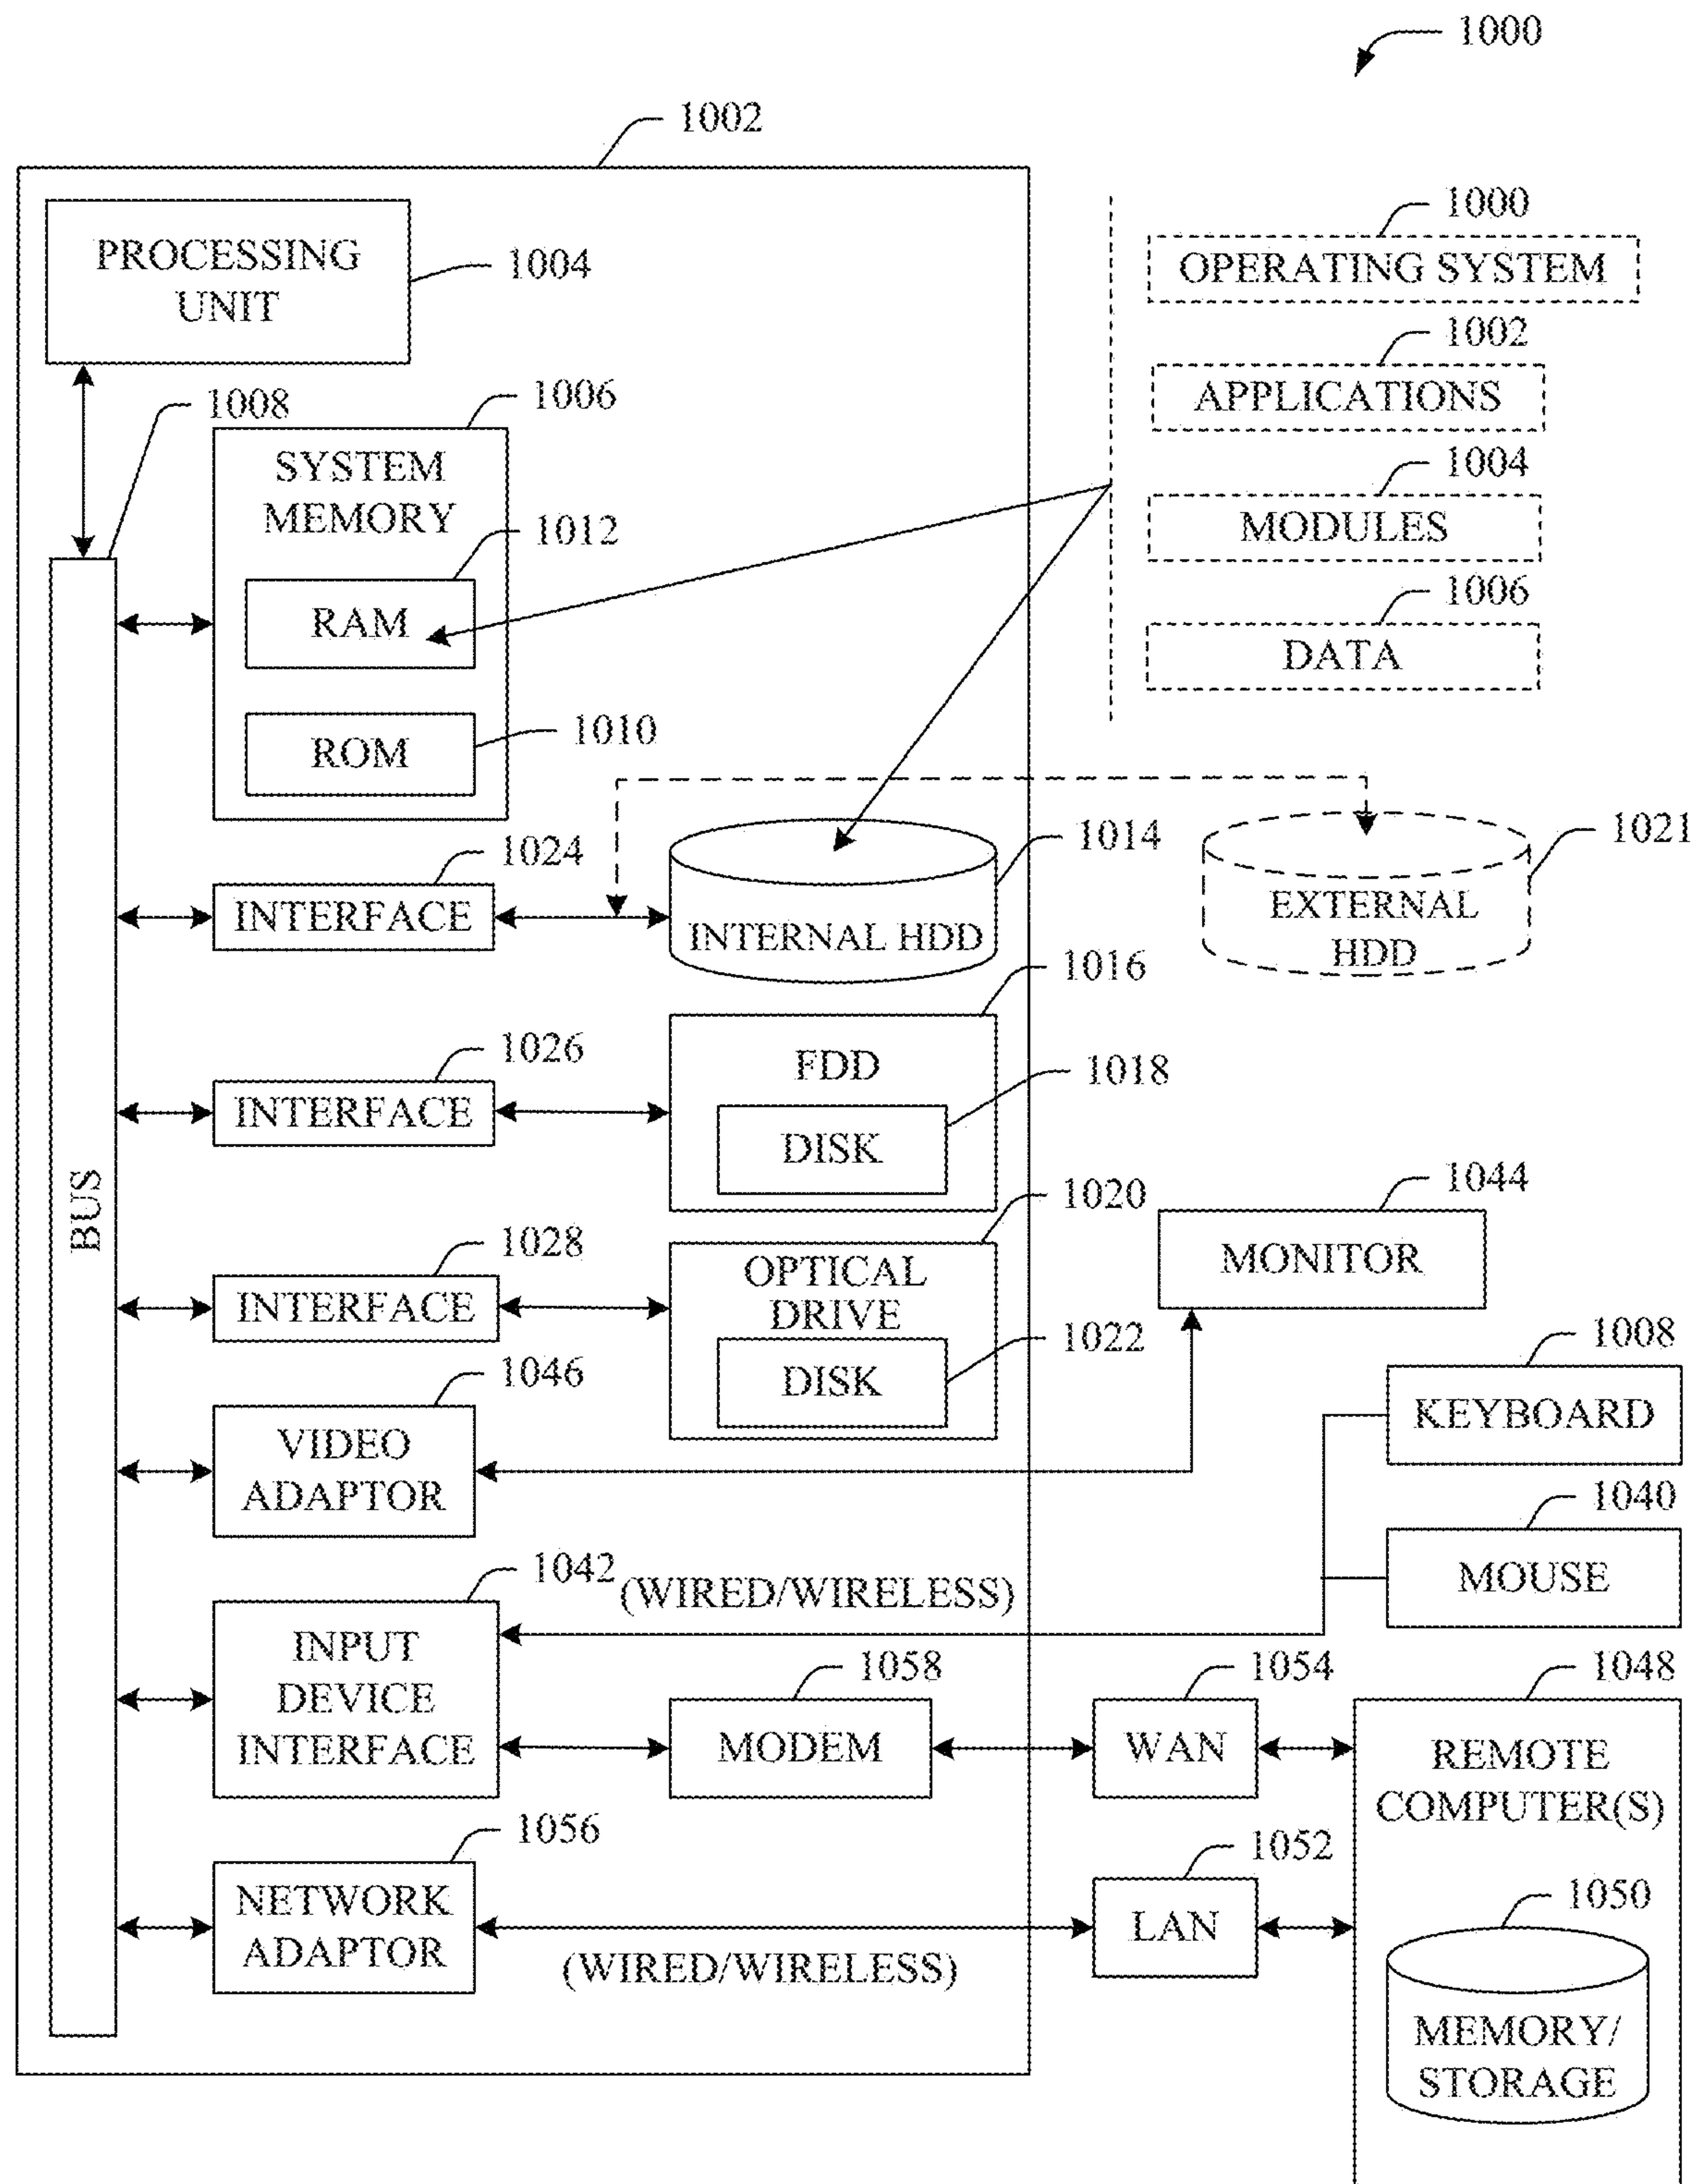 1000
1002
PROCESSING
UNIT
1004
1000
OPERATING SYSTEM
1002
APPLICATIONS
1004
MODULES
1006
DATA
1008
1006
SYSTEM
MEMORY
1012
RAM
1010
ROM
BUS
1024
INTERFACE
1014
INTERNAL HDD
1021
EXTERNAL
HDD
1026
INTERFACE
1016
FDD
1018
DISK
1028
INTERFACE
1020
OPTICAL
DRIVE
1022
DISK
1044
MONITOR
1046
VIDEO
ADAPTOR
1008
KEYBOARD
1040
MOUSE
1042
(WIRED/WIRELESS)
INPUT
DEVICE
INTERFACE
1058
MODEM
1054
WAN
1048
REMOTE
COMPUTER(S)
1056
NETWORK
ADAPTOR
(WIRED/WIRELESS)
1052
LAN
1050
MEMORY/
STORAGE